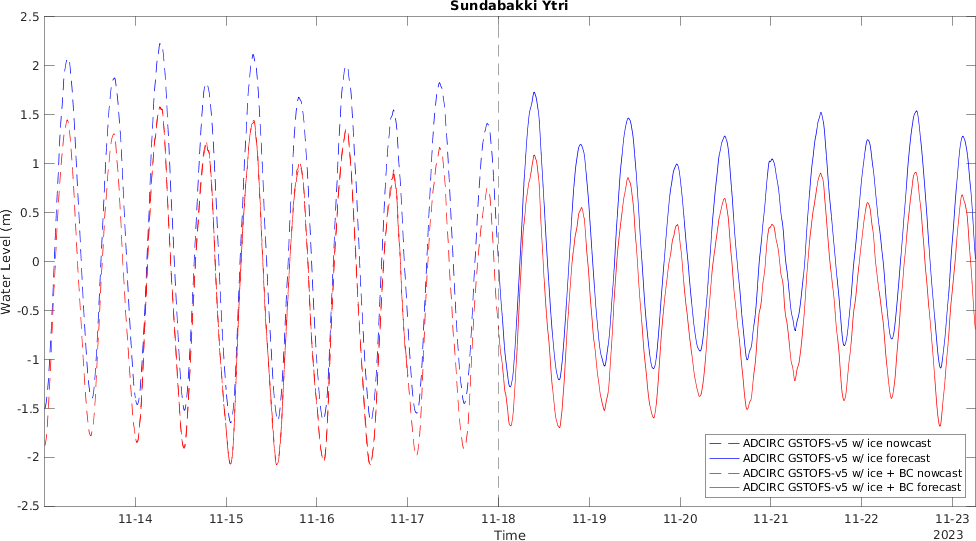 Sundabakki Ytri
2.5
2
1.5
1
0.5
0
-0.5
-1
-1.5
-2
-2.5
Water Level (m)
11-14 11-15 11-16 11-17 11-18 11-19 11-20 11-21 11-22 11-23
Time
2023
ADCIRC GSTOFS-v5 w/ ice nowcast
ADCIRC GSTOFS-v5 w/ ice forecast
ADCIRC GSTOFS-v5 w/ ice + BC nowcast
ADCIRC GSTOFS-v5 w/ ice + BC forecast